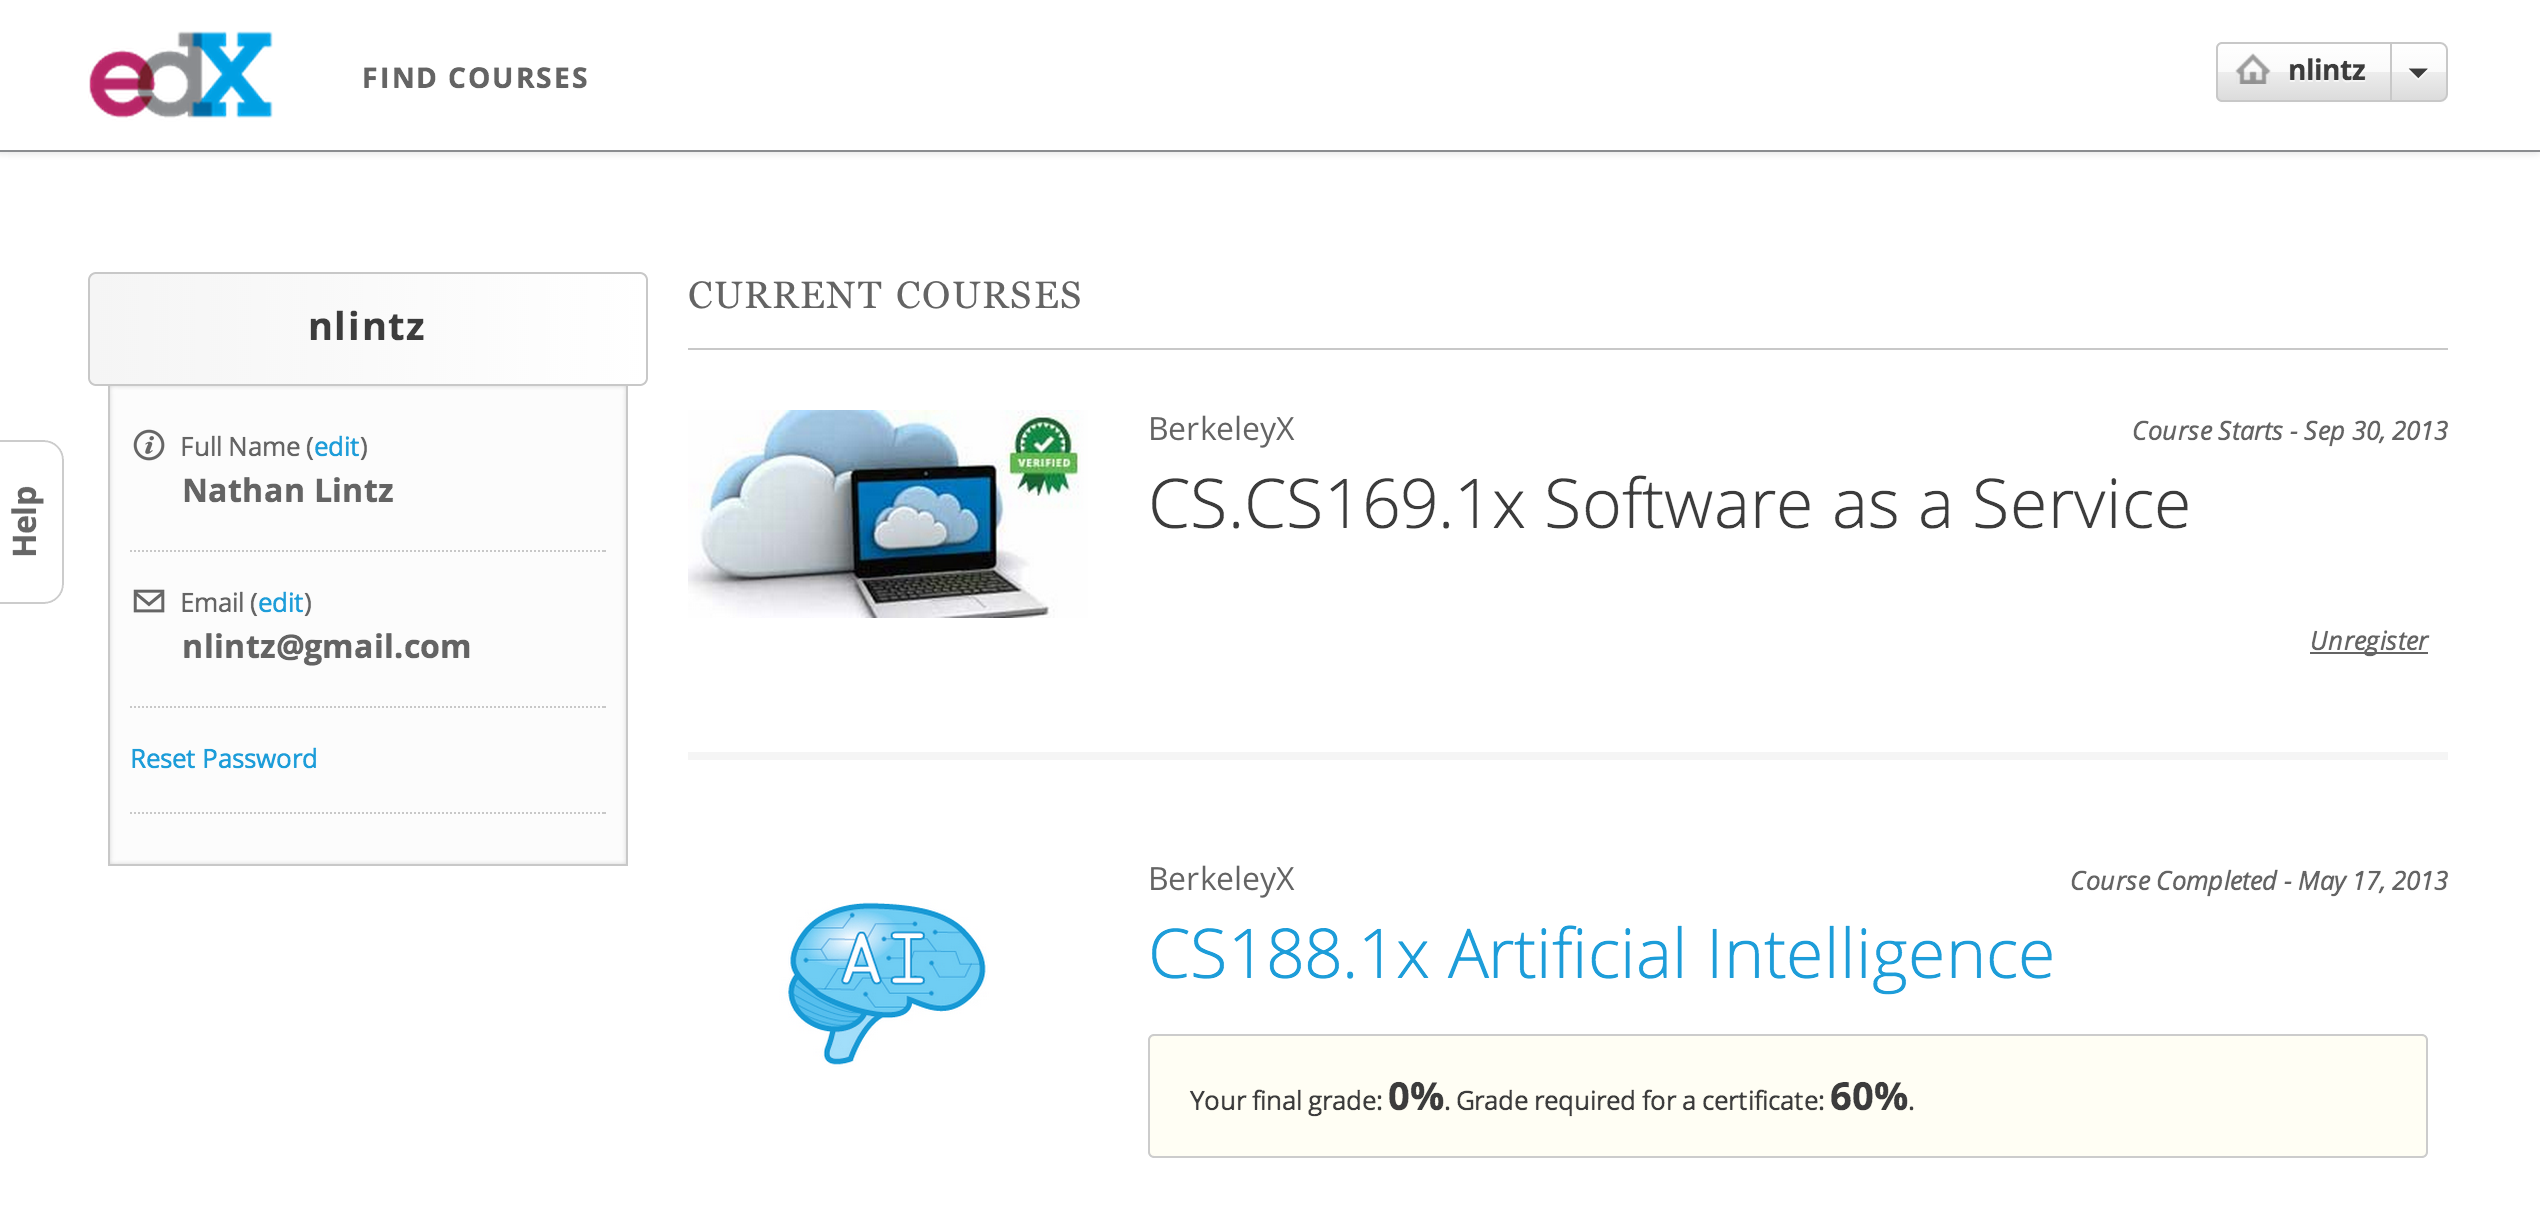 edX
FIND COURSES
nlintz
nlintz
Full Name (edit)
Nathan Lintz
Email (edit)
nlintz@gmail.com
Reset Password
Help
CURRENT COURSES
VERIFIED
BerkeleyX
Course Starts - Sep 30, 2013
CS.CS169.1x Software as a Service
Unregister
BerkeleyX
Course Completed - May 17, 2013
AI
CS188.1x Artificial Intelligence
Your final grade: 0%. Grade required for a certificate: 60%.